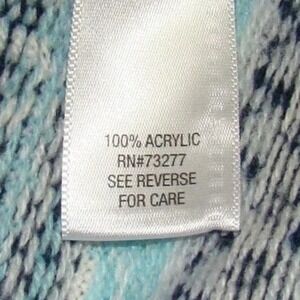 100% ACRYLIC
RN#73277
SEE REVERSE
FOR CARE